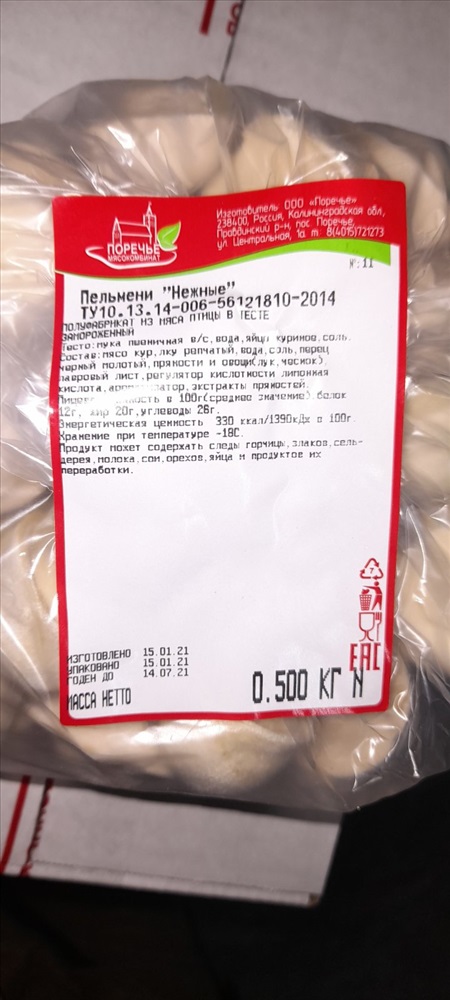 ПОРЕЧЬЕ
МЯСОКОМБИНАТ
Изготовитель ООО «Поречье»
238400, Россия, Калининградская обл,
Правдинский р-н, пос Поречье,
ул. Центральная, 1а т. 8(4015)721273
№:11
Пельмени "Нежные"
ТУ10.13.14-006-56121810-2014
ПОЛУФАБРИКАТ ИЗ МЯСА ПТИЦЫ В ТЕСТЕ
ЗАМОРОЖЕННЫЙ
Тесто:мука пшеничная в/с,вода,яйцо куриное,соль.
Состав:мясо кур,лук репчатый,вода,соль,перец
черный молотый,пряности и овощи(лук,чеснок),
лавровый лист,регулятор кислотности лимонная
кислота, экстракты пряностей.
в 100г(среднее значение):белок
12г, жир 20г,углеводы 26г.
Энергетическая ценность 330 ккал/1390кДж в 100г.
Хранение при температуре -18С.
Продукт может содержать следы горчицы,злаков,сель-
дерея,молока,сои,орехов,яйца и продуктов их
переработки.
7
ИЗГОТОВЛЕНО 15.01.21
УПАКОВАНО 15.01.21
ГОДЕН ДО 14.07.21
EAC
МАССА НЕТТО 0.500 КГ N